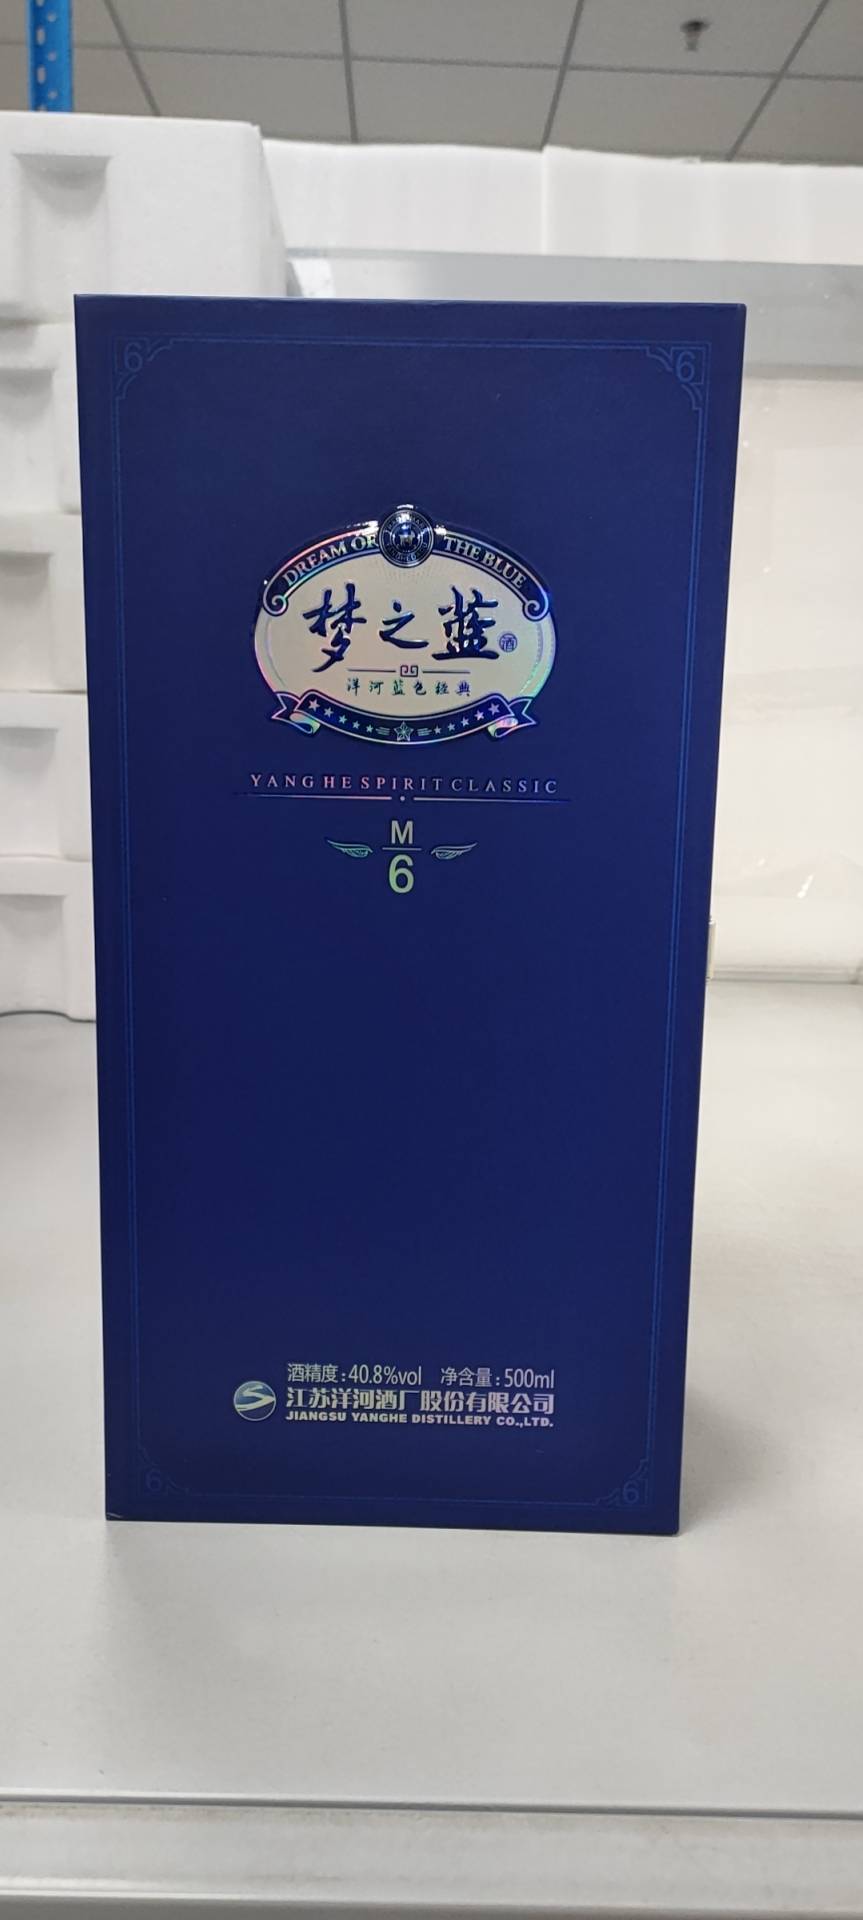 6 6
DREAM OF THE BLUE
梦之蓝 酒
洋河蓝色经典
YANGHE SPIRIT CLASSIC
M
6
酒精度:40.8%vol 净含量:500ml
江苏洋河酒厂股份有限公司
JIANGSU YANGHE DISTILLERY CO.,LTD.
6 6